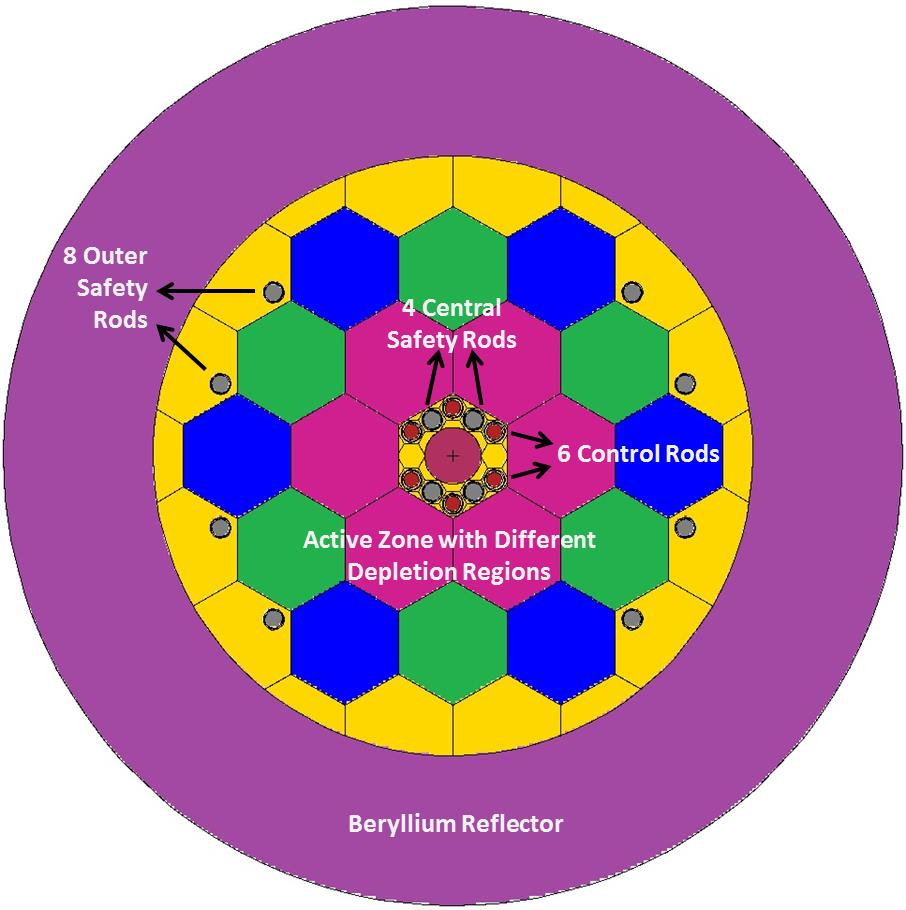 8 Outer
Safety
Rods
4 Central
Safety Rods
6 Control Rods
Active Zone with Different
Depletion Regions
Beryllium Reflector